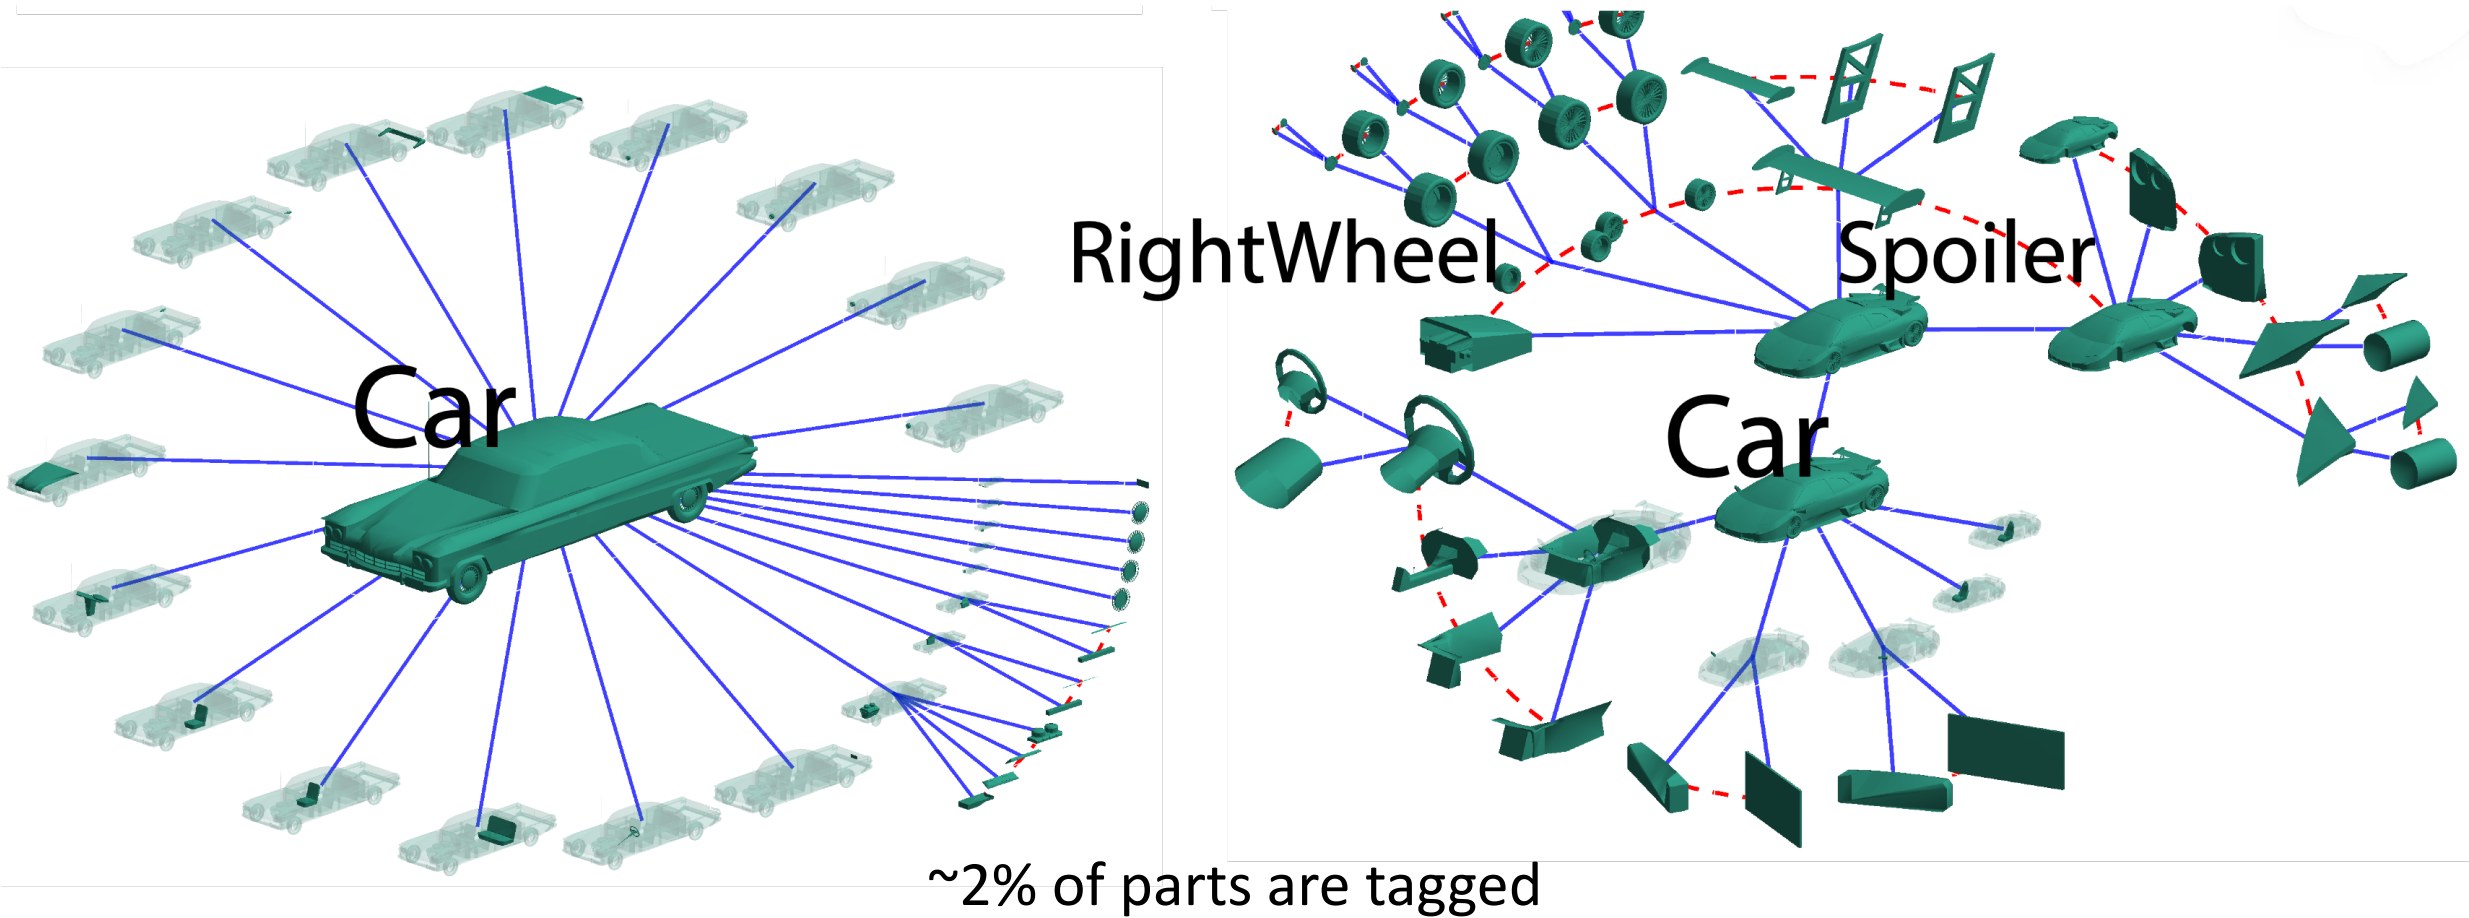 RightWheel
Spoiler
Car
Car
~2% of parts are tagged